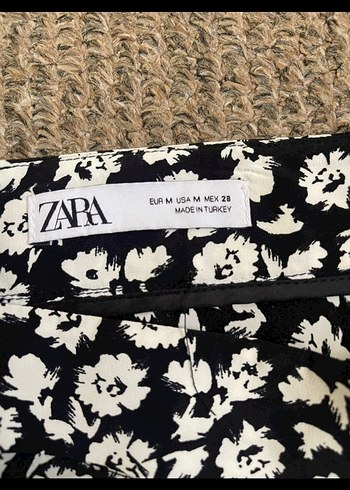 ZARA
EUR M USA M MEX 28
MADE IN TURKEY